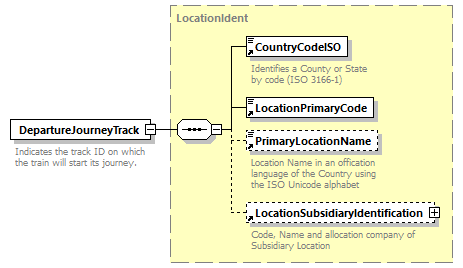 LocationIdent
CountryCodeISO
Identifies a County or State
by code (ISO 3166-1)
LocationPrimaryCode
DepartureJourneyTrack
Indicates the track ID on which
the train will start its journey.
PrimaryLocationName
Location Name in an offication
language of the Country using
the ISO Unicode alphabet
LocationSubsidiaryIdentification
Code, Name and allocation company of
Subsidiary Location